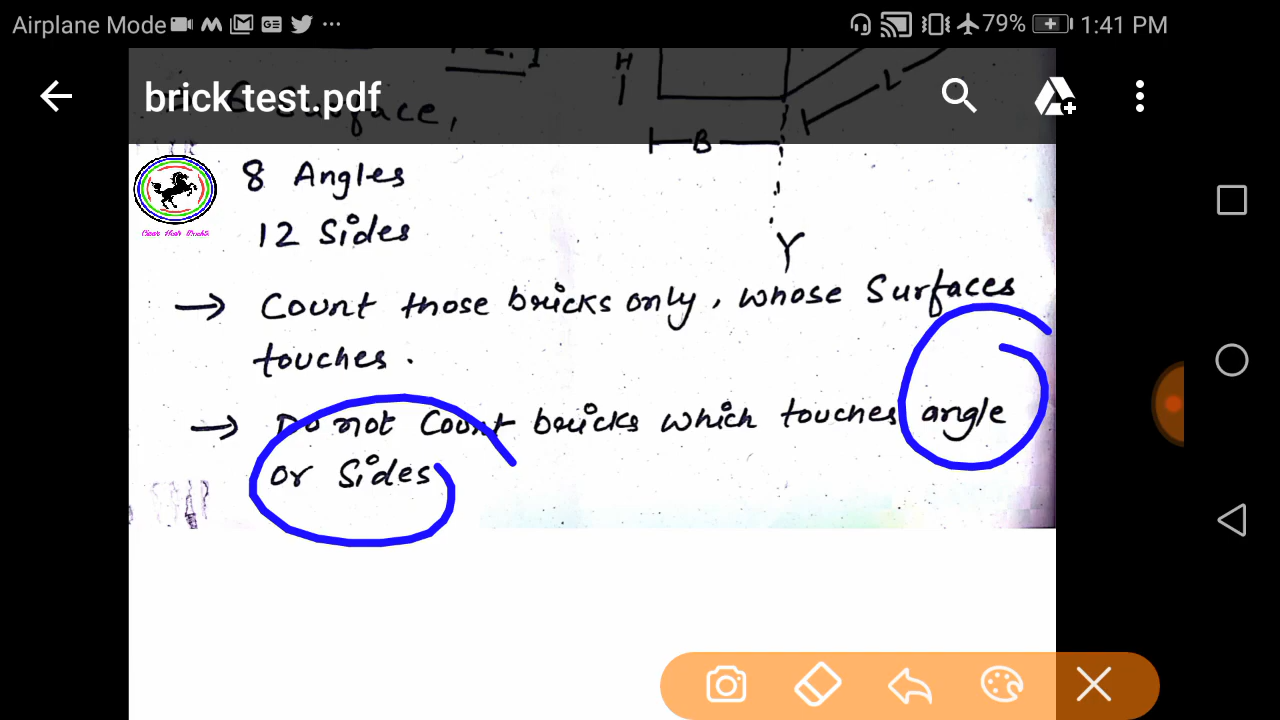 Airplane Mode ... 79% 1:41 PM
brick test.pdf
Surface,
H
L
B
8 Angles
12 Sides
Y
→ Count those bricks only, whose Surfaces
touches.
→ Do not Count bricks which touches angle
or Sides